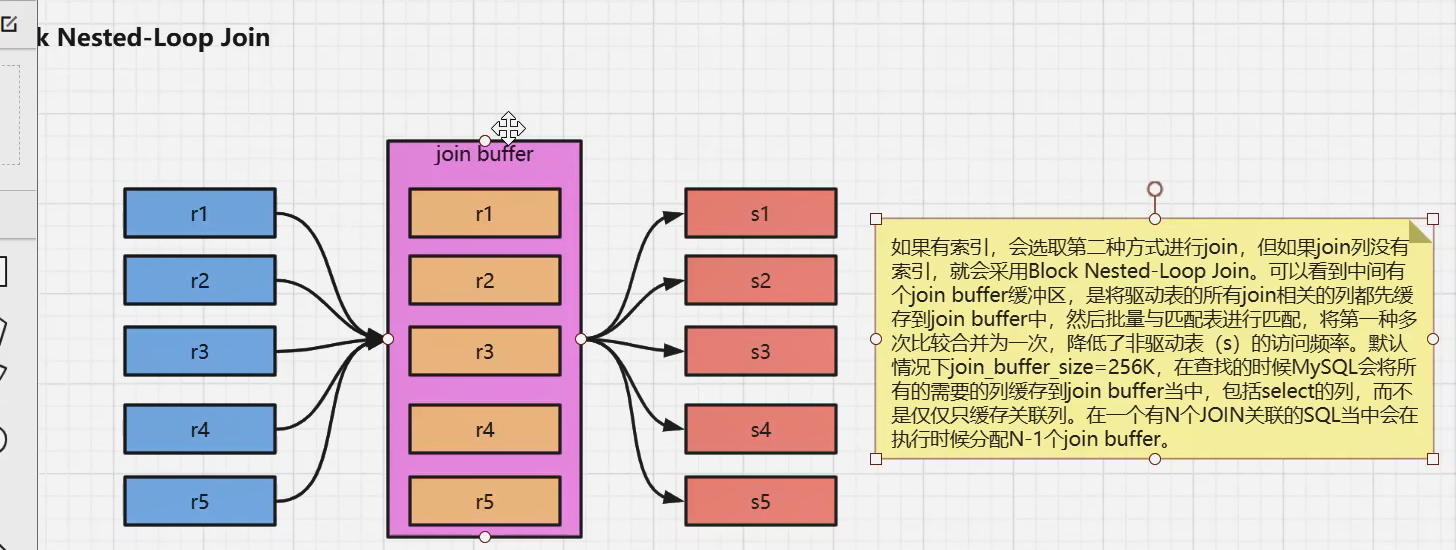 k Nested-Loop Join
join buffer
r1
r2
r3
r4
r5
r1
r2
r3
r4
r5
s1
s2
s3
s4
s5
如果有索引，会选取第二种方式进行join，但如果join列没有
索引，就会采用Block Nested-Loop Join。可以看到中间有
个join buffer缓冲区，是将驱动表的所有join相关的列都先缓
存到join buffer中，然后批量与匹配表进行匹配，将第一种多
次比较合并为一次，降低了非驱动表（s）的访问频率。默认
情况下join_buffer_size=256K，在查找的时候MySQL会将所
有的需要的列缓存到join buffer当中，包括select的列，而不
是仅仅只缓存关联列。在一个有N个JOIN关联的SQL当中会在
执行时候分配N-1个join buffer。